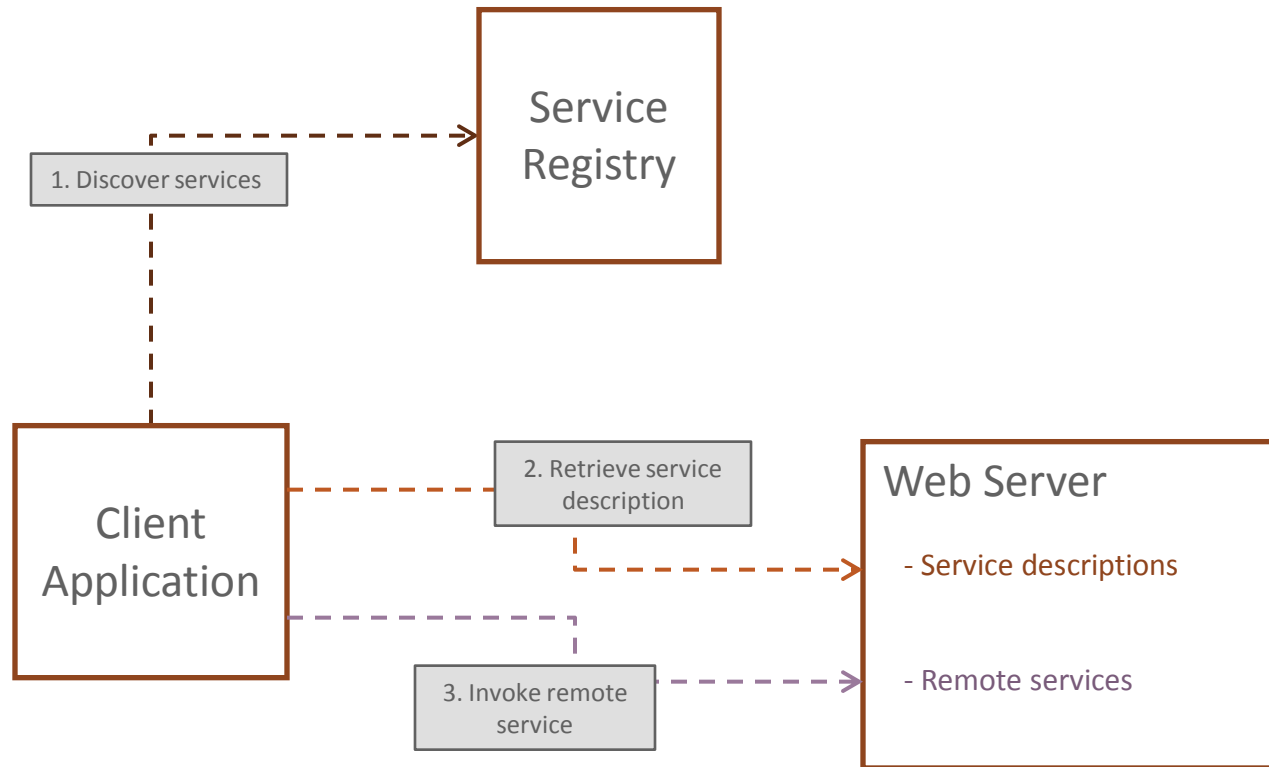 Service
Registry
1. Discover services
Client
Application
2. Retrieve service
description
3. Invoke remote
service
Web Server
- Service descriptions
- Remote services